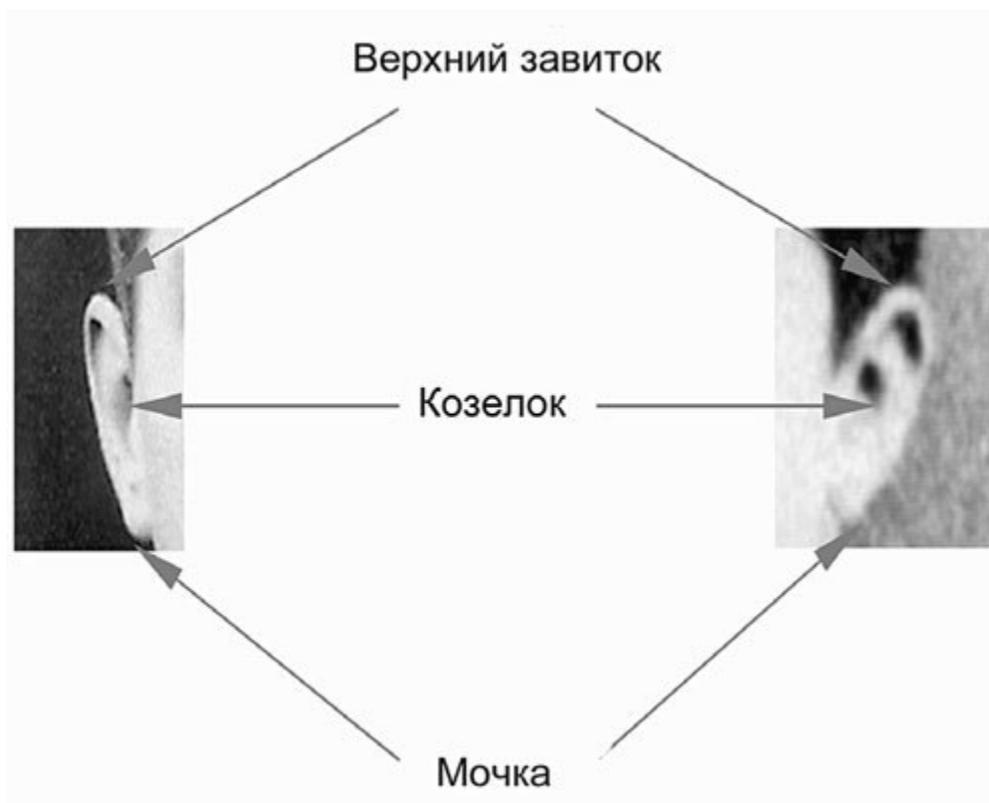 Верхний завиток
Козелок
Мочка